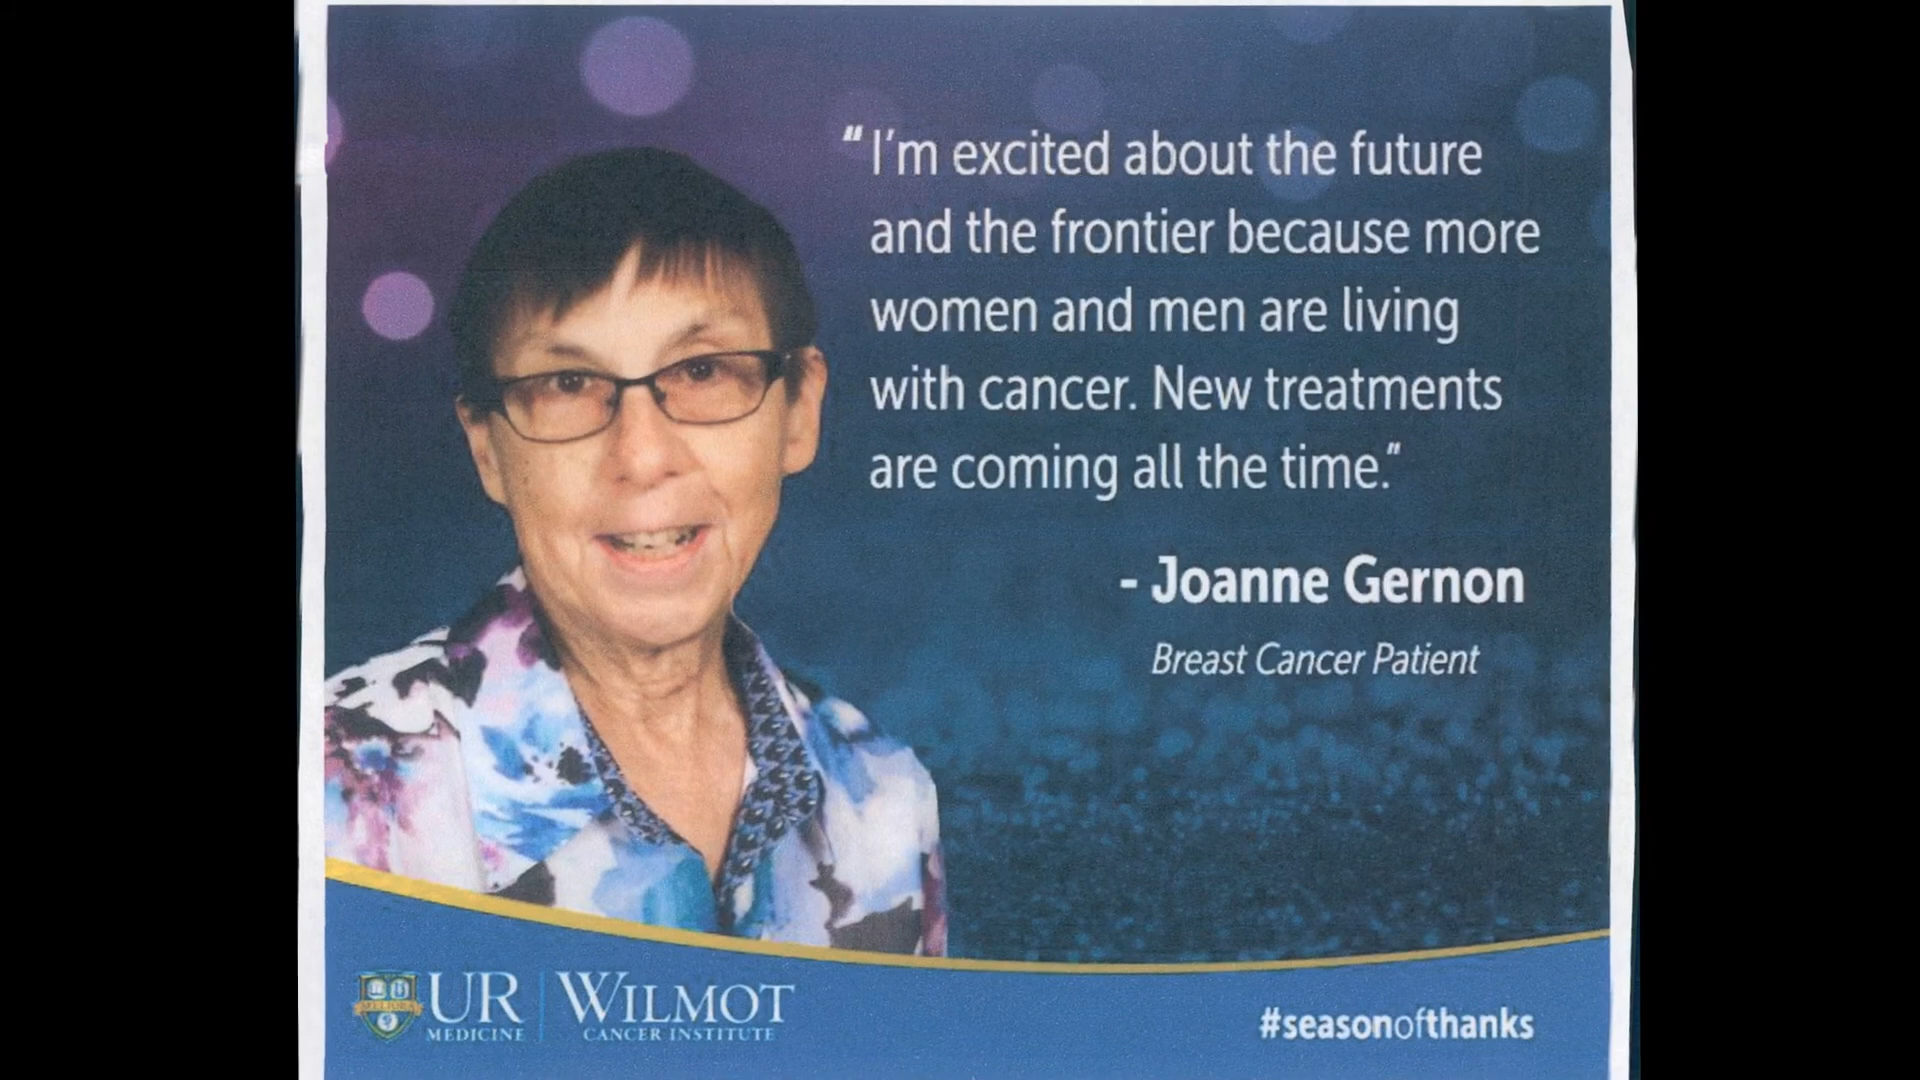 “I’m excited about the future
and the frontier because more
women and men are living
with cancer. New treatments
are coming all the time.”
- Joanne Gernon
Breast Cancer Patient
MELIORA
UR
MEDICINE
WILMOT
CANCER INSTITUTE
#seasonofthanks